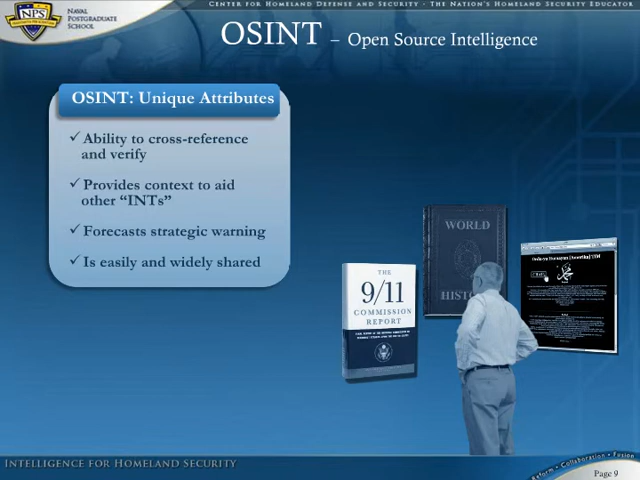 Center for Homeland Defense and Security - The Nation's Homeland Security Educator
NPS
Naval
Postgraduate
School
OSINT – Open Source Intelligence
OSINT: Unique Attributes
✓ Ability to cross-reference
and verify
✓ Provides context to aid
other “INTs”
✓ Forecasts strategic warning
✓ Is easily and widely shared
WORLD
HIST
THE
9/11
COMMISSION
REPORT
Intelligence for Homeland Security
• Collaboration • Fusion
Page 9